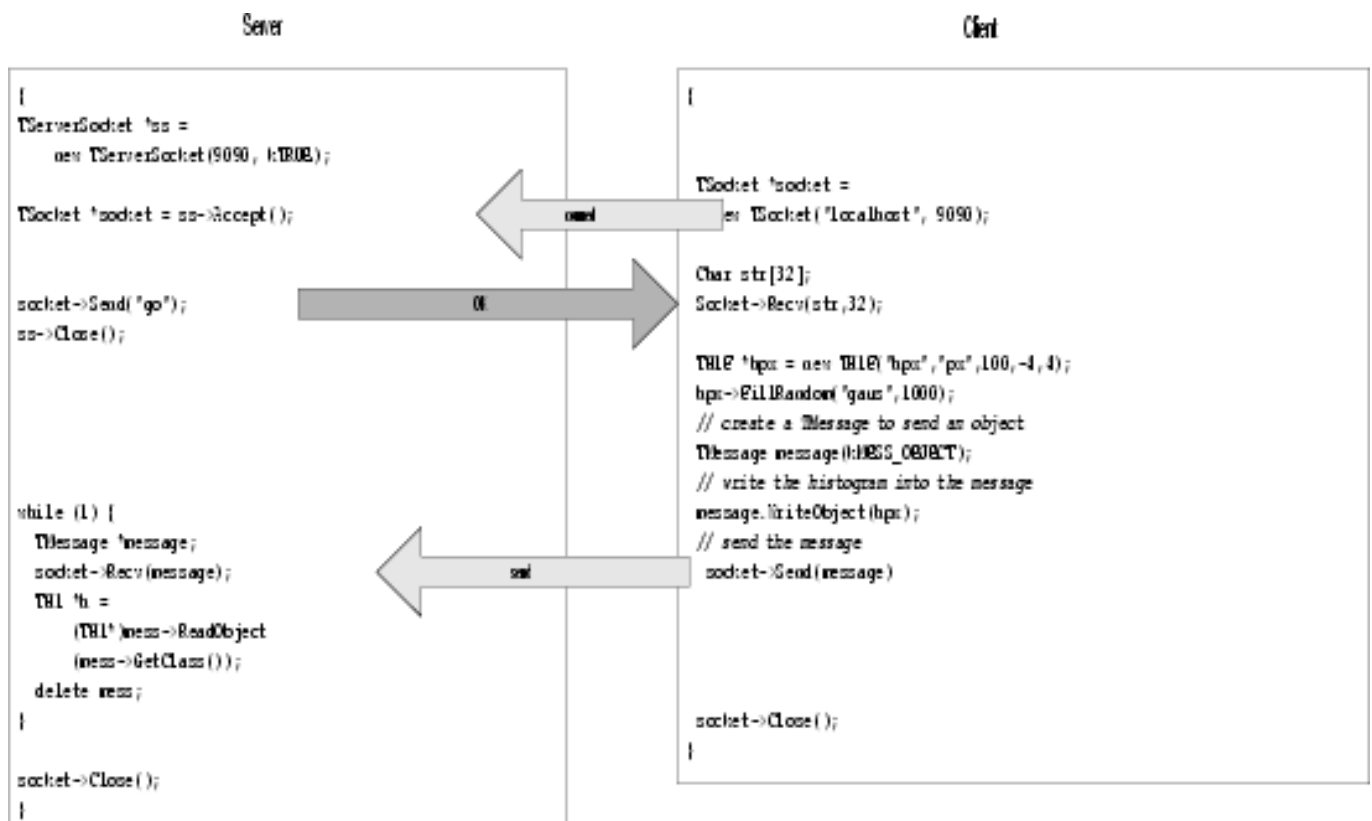 Server
{
TServerSocket *ss =
new TServerSocket(9090, kTRUE);
TSocket *socket = ss->Accept();
socket->Send("go");
ss->Close();
while (1) {
TMessage *message;
socket->Recv(message);
TH1 *h =
(TH1*)mess->ReadObject
(mess->GetClass());
delete mess;
}
socket->Close();
}
connect
OK
send
Client
{
TSocket *socket =
ew TSocket("localhost", 9090);
Char str[32];
Socket->Recv(str,32);
TH1F *hpx = new TH1F("hpx","px",100,-4,4);
hpx->FillRandom("gaus",1000);
// create a TMessage to send an object
TMessage message(kMESS_OBJECT);
// write the histogram into the message
message.WriteObject(hpx);
// send the message
socket->Send(message)
socket->Close();
}